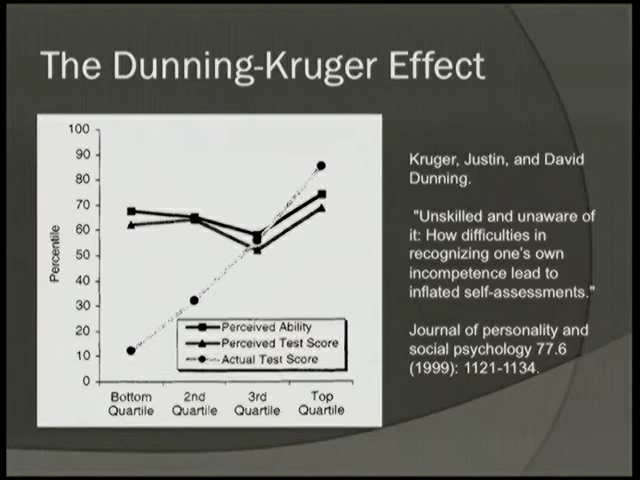 The Dunning-Kruger Effect
100
90
80
70
60
50
40
30
20
10
0
Percentile
Perceived Ability
Perceived Test Score
Actual Test Score
Bottom Quartile
2nd Quartile
3rd Quartile
Top Quartile
Kruger, Justin, and David
Dunning.
"Unskilled and unaware of
it: How difficulties in
recognizing one's own
incompetence lead to
inflated self-assessments."
Journal of personality and
social psychology 77.6
(1999): 1121-1134.